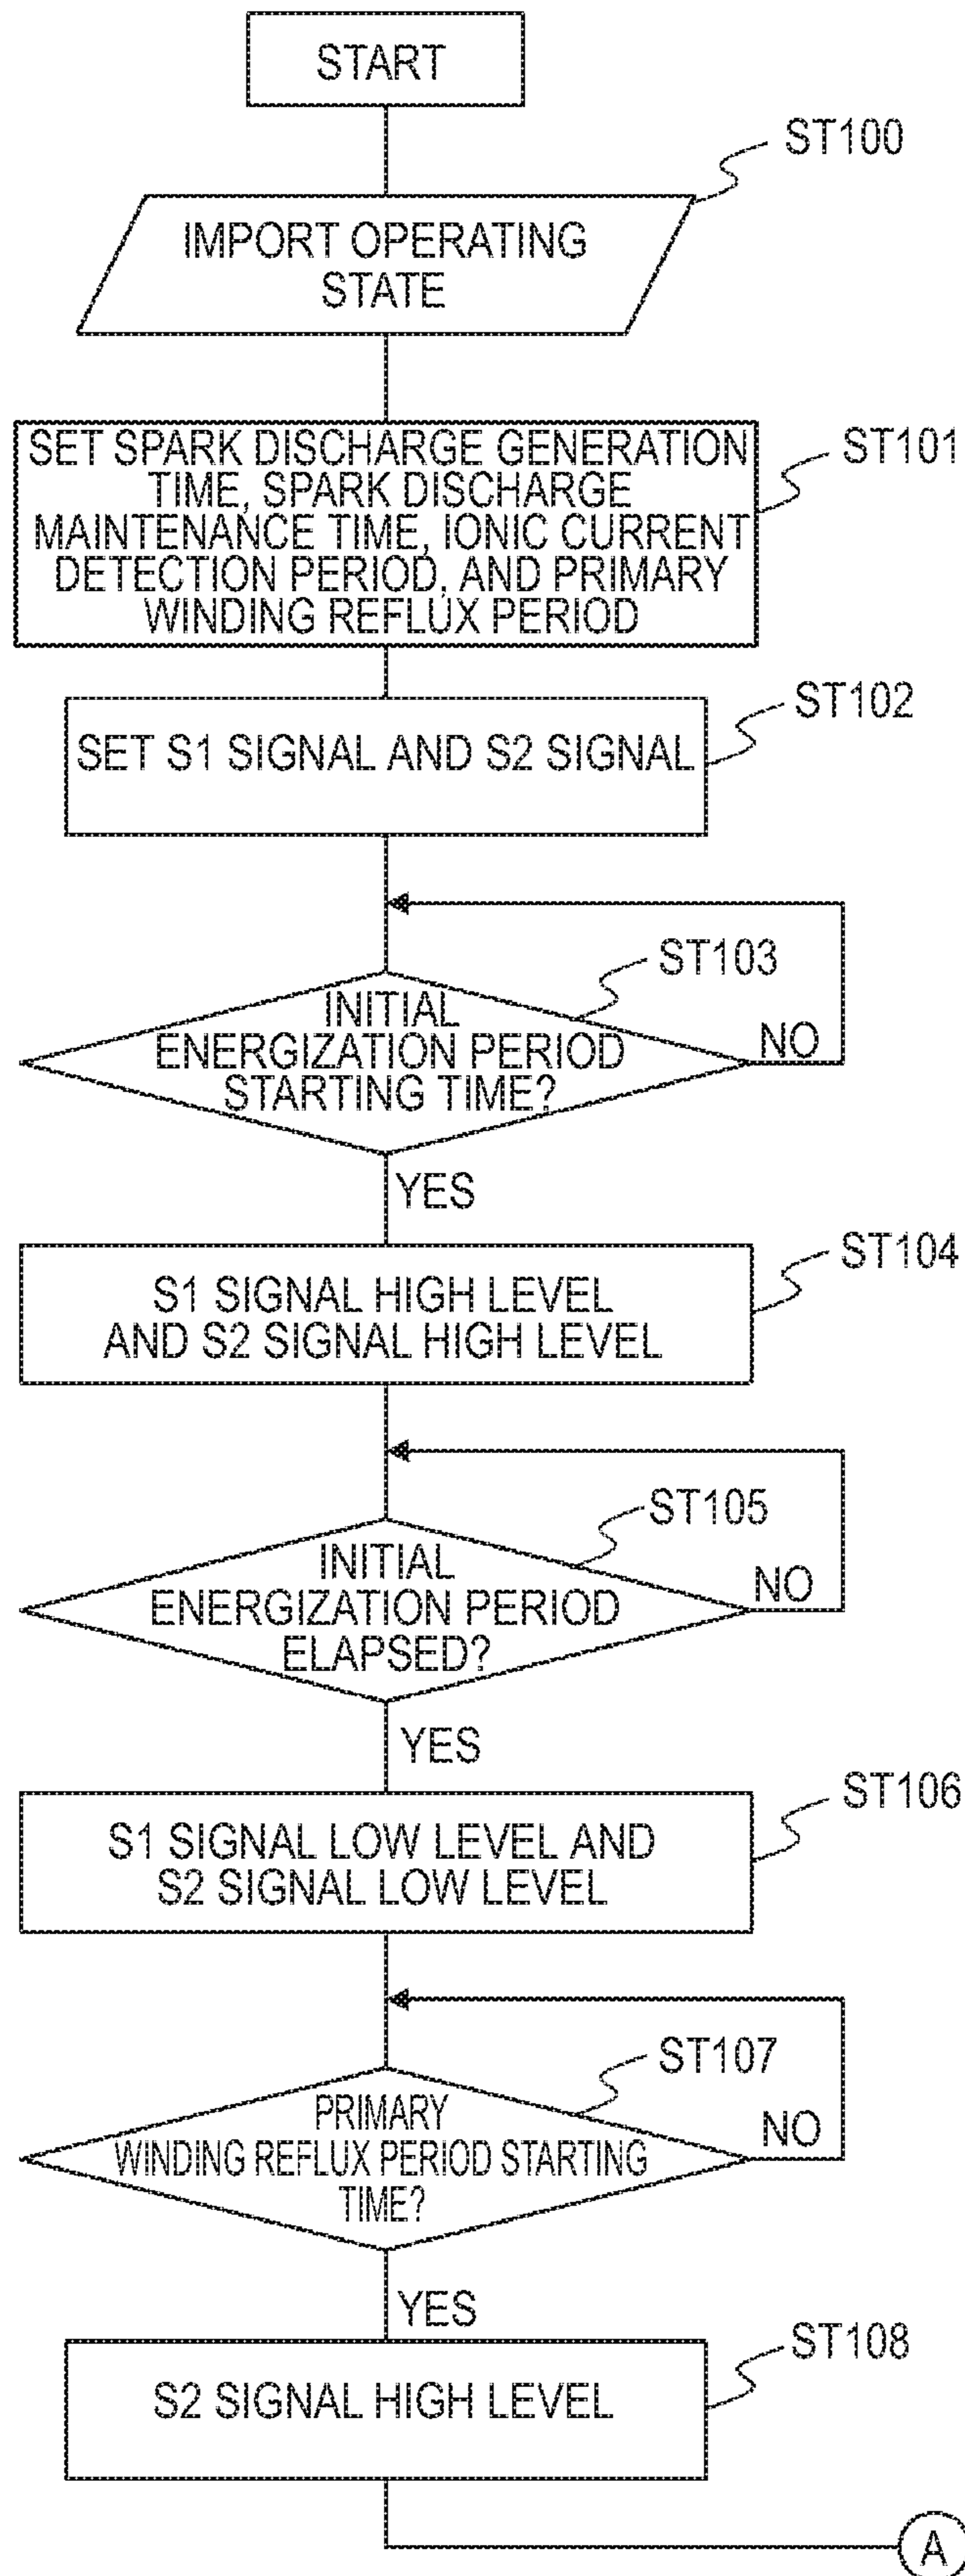 START
ST100
IMPORT OPERATING
STATE
ST101
SET SPARK DISCHARGE GENERATION
TIME, SPARK DISCHARGE
MAINTENANCE TIME, IONIC CURRENT
DETECTION PERIOD, AND PRIMARY
WINDING REFLUX PERIOD
ST102
SET S1 SIGNAL AND S2 SIGNAL
ST103
INITIAL
ENERGIZATION PERIOD
STARTING TIME?
NO
YES
ST104
S1 SIGNAL HIGH LEVEL
AND S2 SIGNAL HIGH LEVEL
ST105
INITIAL
ENERGIZATION PERIOD
ELAPSED?
NO
YES
ST106
S1 SIGNAL LOW LEVEL AND
S2 SIGNAL LOW LEVEL
ST107
PRIMARY
WINDING REFLUX PERIOD STARTING
TIME?
NO
YES
ST108
S2 SIGNAL HIGH LEVEL
A